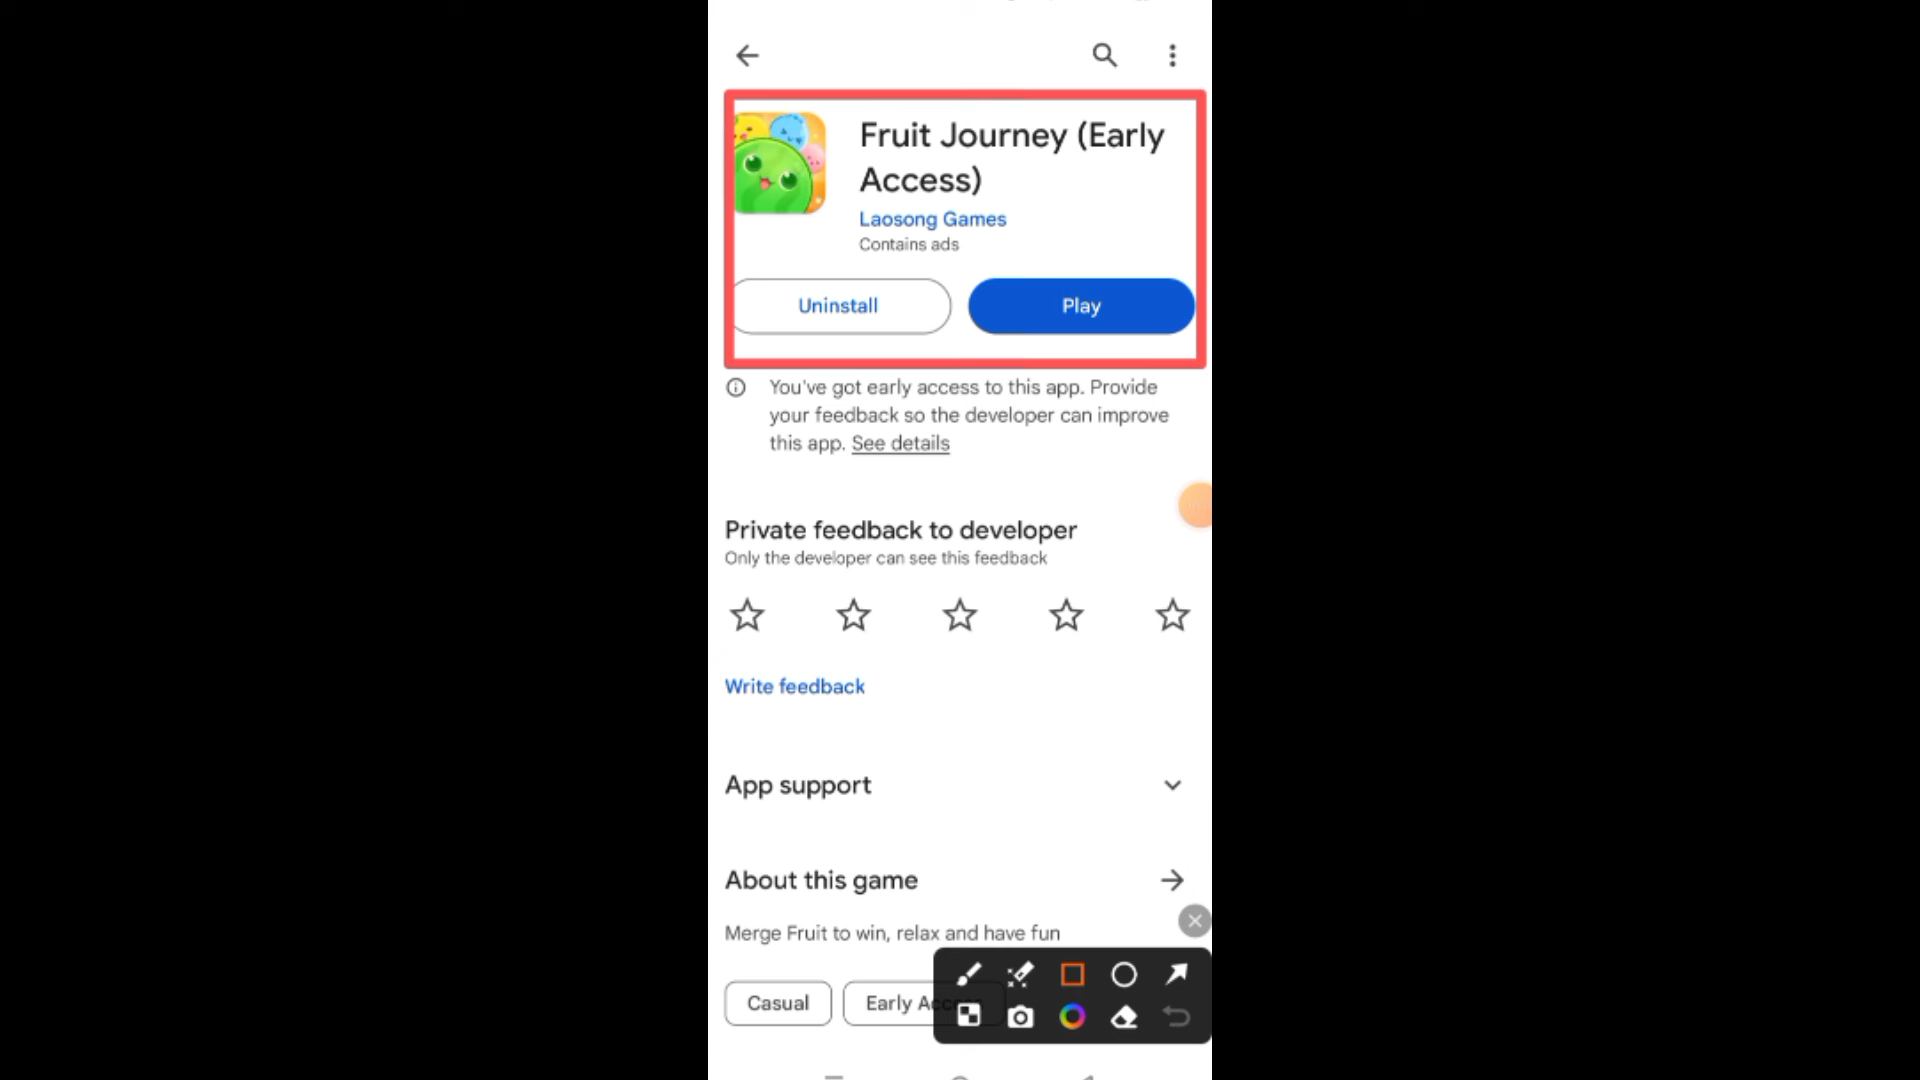 Fruit Journey (Early
Access)
Laosong Games
Contains ads
Uninstall
Play
You've got early access to this app. Provide
your feedback so the developer can improve
this app. See details
Private feedback to developer
Only the developer can see this feedback
Write feedback
App support
About this game
Merge Fruit to win, relax and have fun
Casual
Early